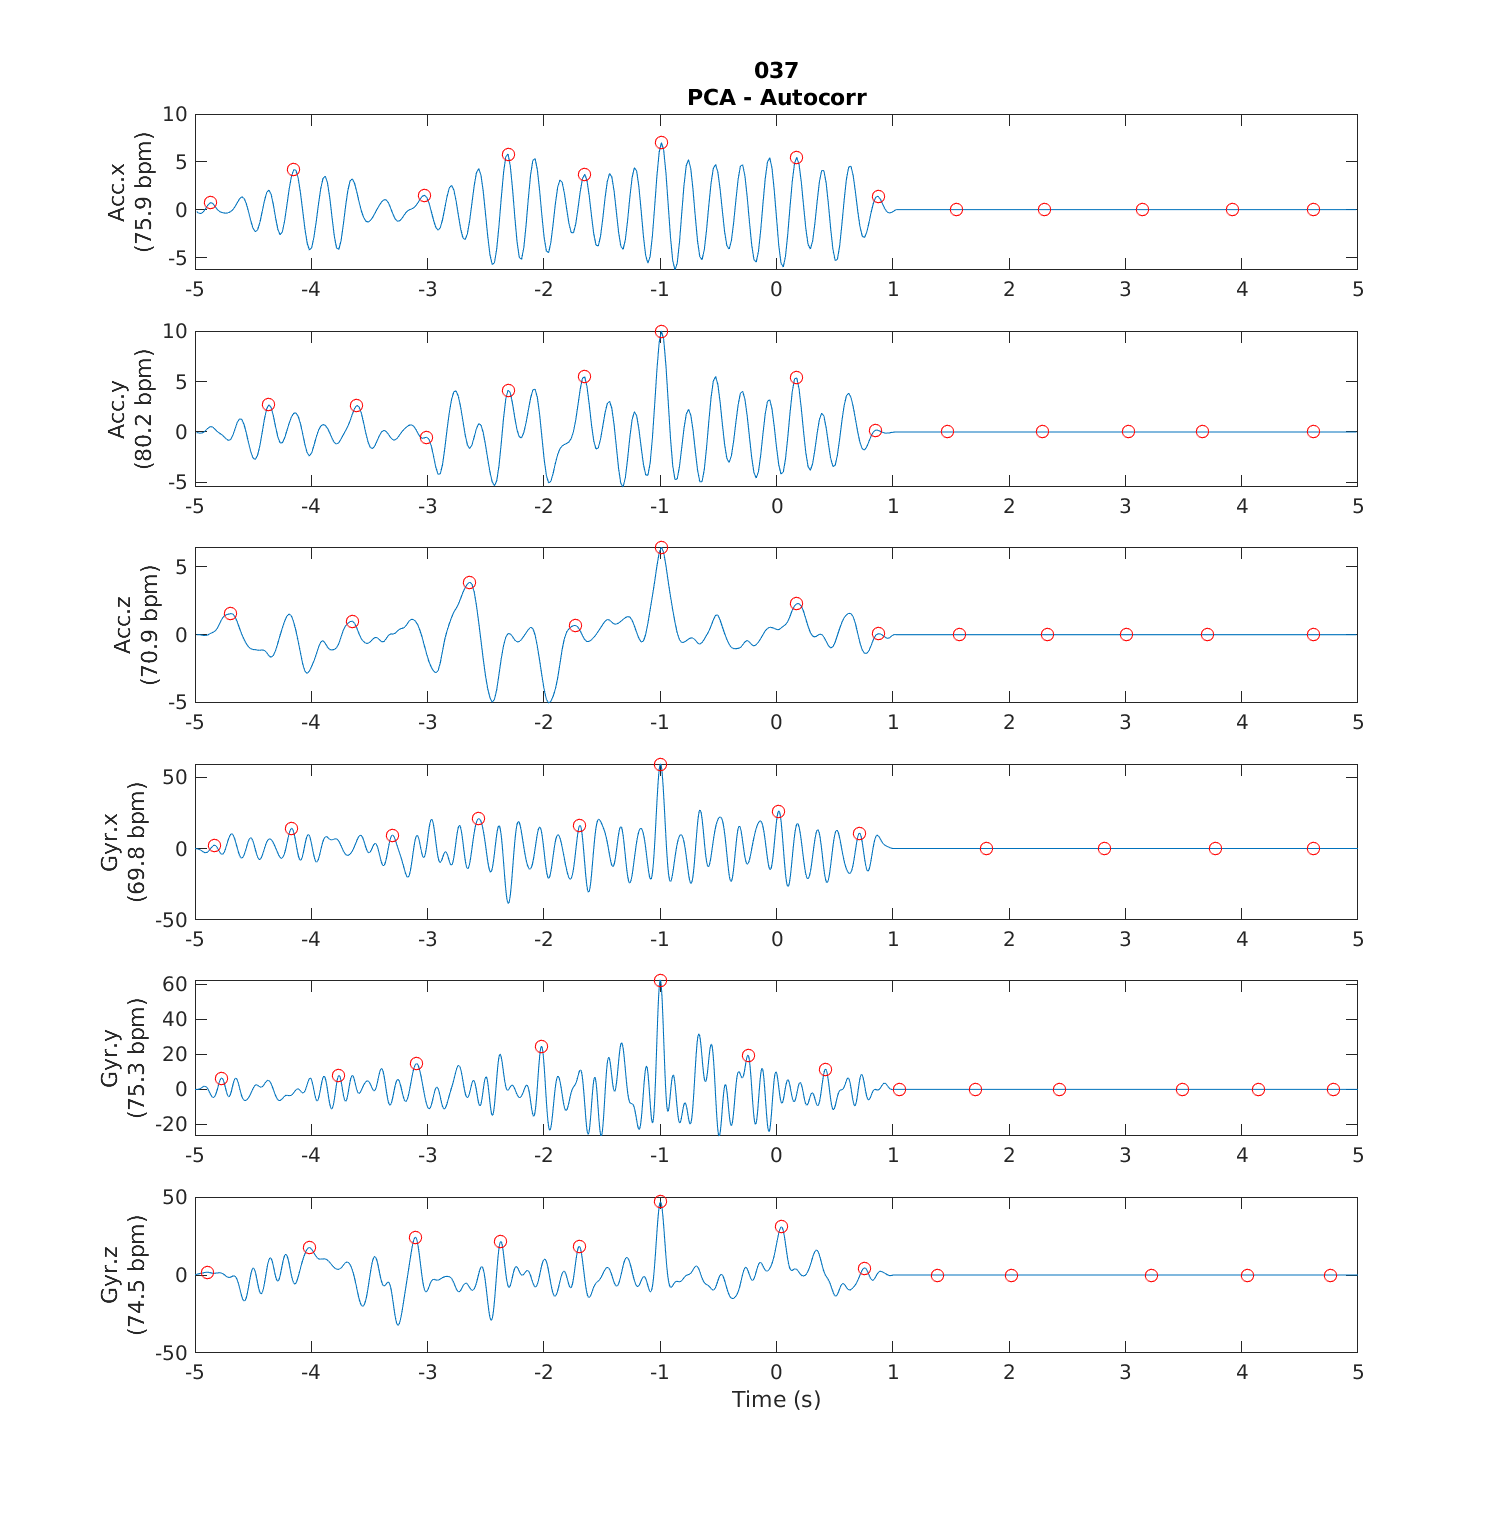 037
PCA - Autocorr
Acc.x
(75.9 bpm)
10
5
0
-5
-5 -4 -3 -2 -1 0 1 2 3 4 5
Acc.y
(80.2 bpm)
10
5
0
-5
-5 -4 -3 -2 -1 0 1 2 3 4 5
Acc.z
(70.9 bpm)
5
0
-5
-5 -4 -3 -2 -1 0 1 2 3 4 5
Gyr.x
(69.8 bpm)
50
0
-50
-5 -4 -3 -2 -1 0 1 2 3 4 5
Gyr.y
(75.3 bpm)
60
40
20
0
-20
-5 -4 -3 -2 -1 0 1 2 3 4 5
Gyr.z
(74.5 bpm)
50
0
-50
-5 -4 -3 -2 -1 0 1 2 3 4 5
Time (s)